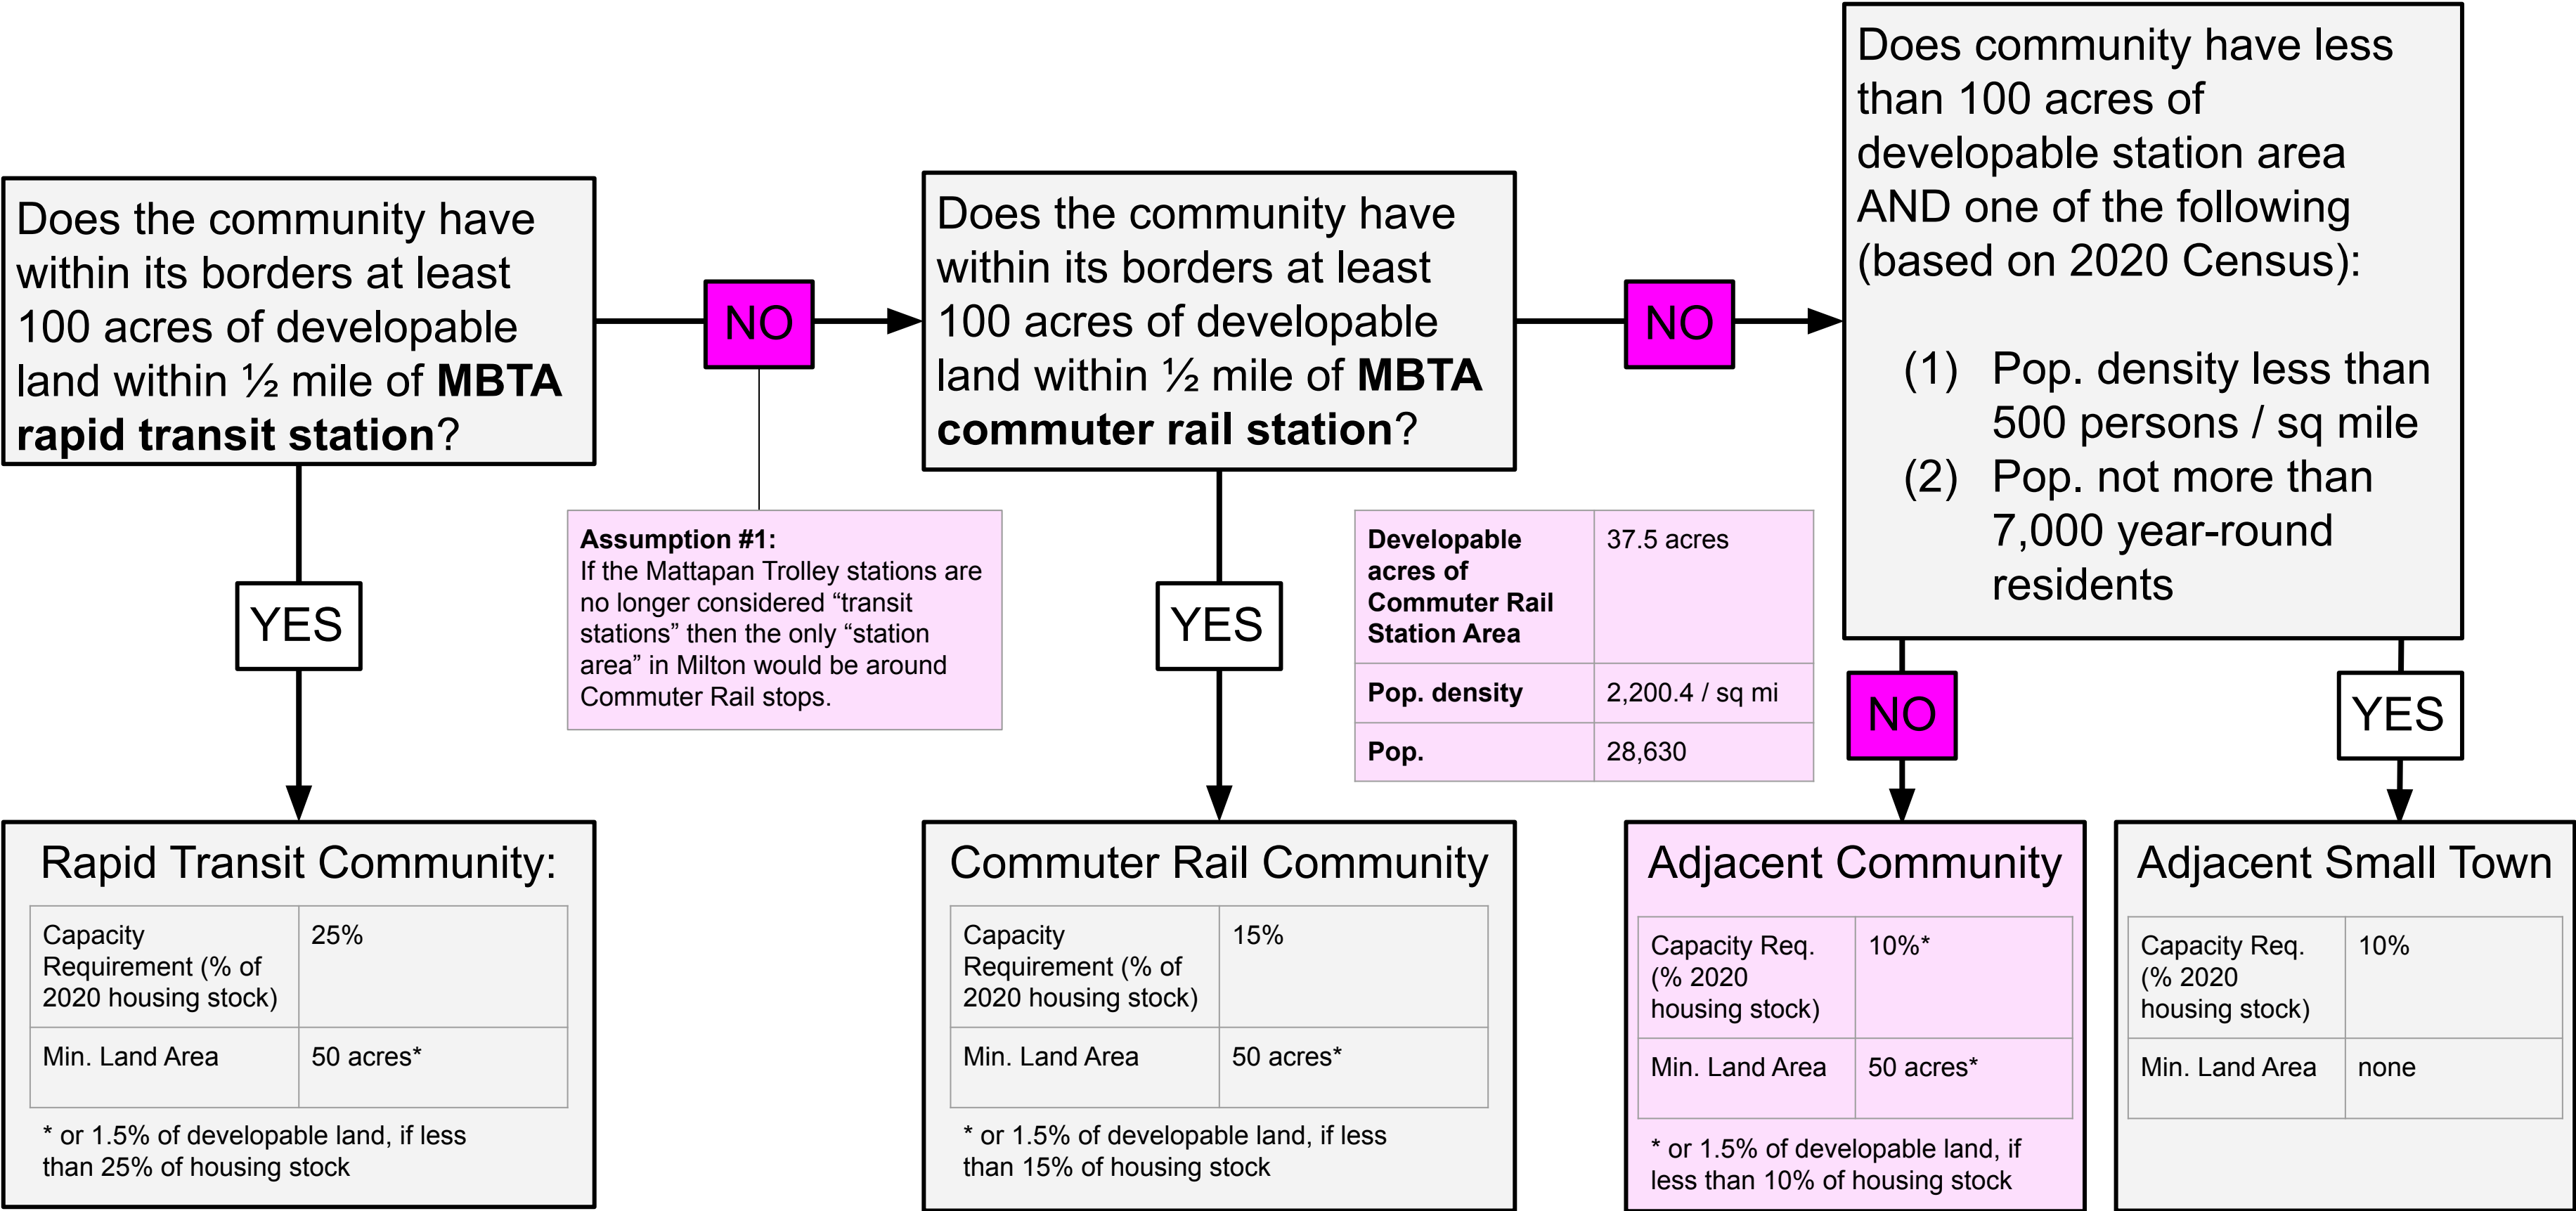 Does the community have
within its borders at least
100 acres of developable
land within ½ mile of MBTA
rapid transit station?
NO
Does the community have
within its borders at least
100 acres of developable
land within ½ mile of MBTA
commuter rail station?
NO
Does community have less
than 100 acres of
developable station area
AND one of the following
(based on 2020 Census):
(1) Pop. density less than
500 persons / sq mile
(2) Pop. not more than
7,000 year-round
residents
YES
Assumption #1:
If the Mattapan Trolley stations are
no longer considered “transit
stations” then the only “station
area” in Milton would be around
Commuter Rail stops.
YES
Developable
acres of
Commuter Rail
Station Area
37.5 acres
Pop. density
2,200.4 / sq mi
Pop.
28,630
NO
YES
Rapid Transit Community:
Capacity
Requirement (% of
2020 housing stock)
25%
Min. Land Area
50 acres*
* or 1.5% of developable land, if less
than 25% of housing stock
Commuter Rail Community
Capacity
Requirement (% of
2020 housing stock)
15%
Min. Land Area
50 acres*
* or 1.5% of developable land, if less
than 15% of housing stock
Adjacent Community
Capacity Req.
(% 2020
housing stock)
10%*
Min. Land Area
50 acres*
* or 1.5% of developable land, if
less than 10% of housing stock
Adjacent Small Town
Capacity Req.
(% 2020
housing stock)
10%
Min. Land Area
none